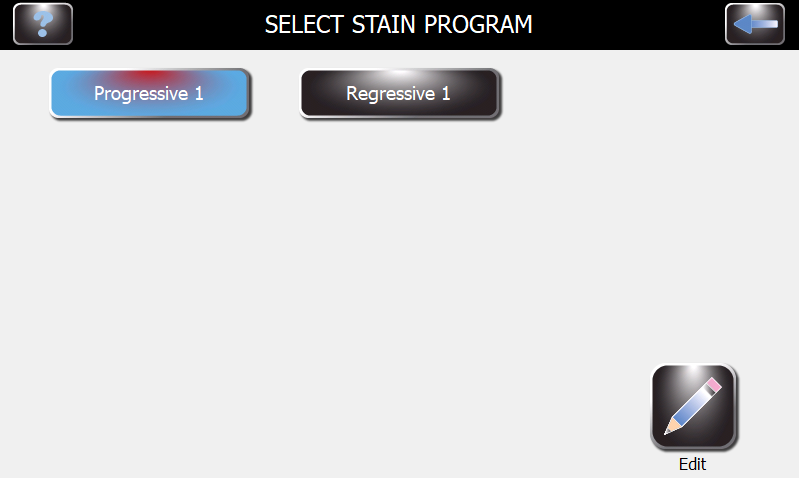 ?
SELECT STAIN PROGRAM
Progressive 1
Regressive 1
Edit